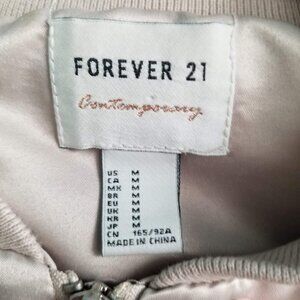 FOREVER 21
Contemporary
US M
CA M
MX M
BR M
EU M
UK M
KR M
JP M
CN 165/92A
MADE IN CHINA